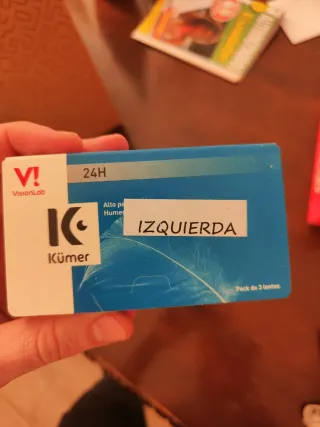 V!
VisionLab
24H
Alto
Hume
IZQUIERDA
K
Kümer
Pack de 3 lentes